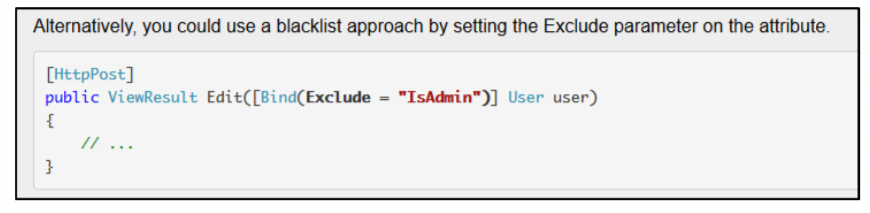 Alternatively, you could use a blacklist approach by setting the Exclude parameter on the attribute.
[HttpPost]
public ViewResult Edit([Bind(Exclude = "IsAdmin")] User user)
{
    // ...
}